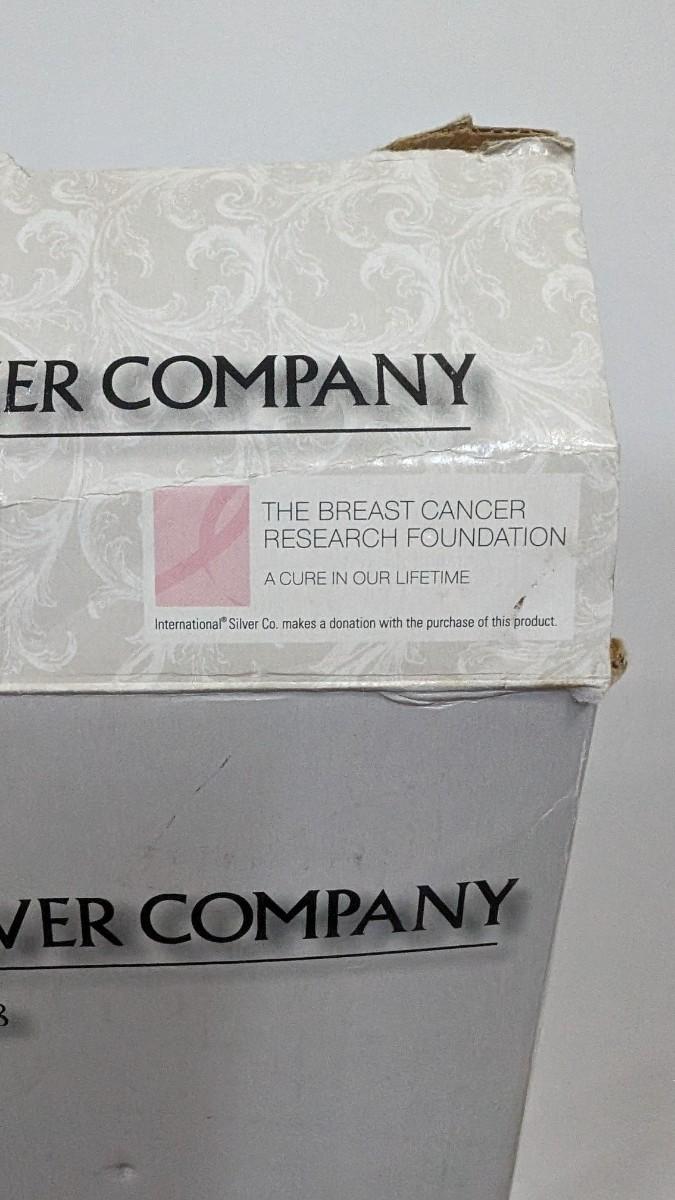 ER COMPANY
THE BREAST CANCER
RESEARCH FOUNDATION
A CURE IN OUR LIFETIME
International® Silver Co. makes a donation with the purchase of this product.
VER COMPANY
8